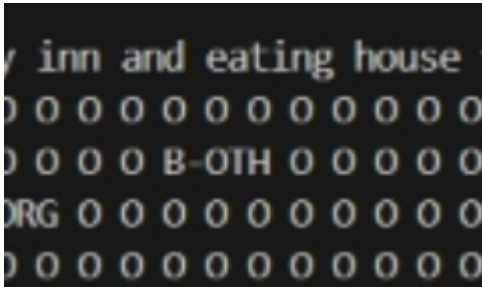 inn and eating house
O O O O O O O O O O
O O O B-OTH O O O O O
O O O O O O O O O O
O O O O O O O O O O O